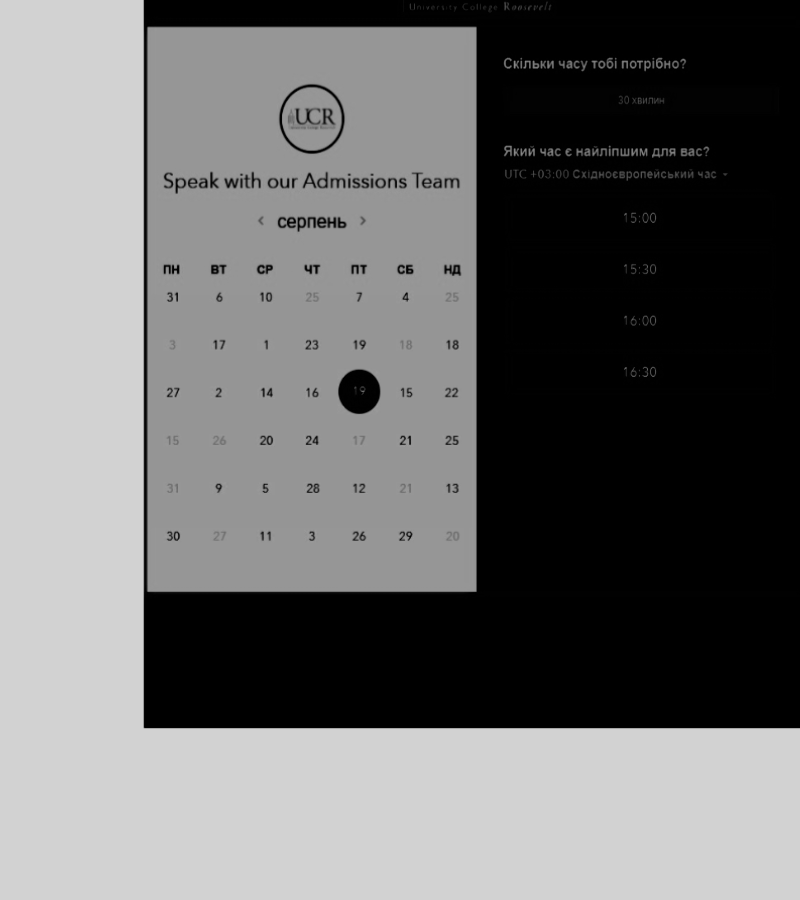 University College Roosevelt
UCR
Speak with our Admissions Team
‹ серпень ›
ПН ВТ СР ЧТ ПТ СБ НД
31 6 10 25 7 4 25
3 17 1 23 19 18 18
27 2 14 16 19 15 22
15 26 20 24 17 21 25
31 9 5 28 12 21 13
30 27 11 3 26 29 20
Скільки часу тобі потрібно?
30 хвилин
Який час є найліпшим для вас?
UTC +03:00 Східноєвропейський час
15:00
15:30
16:00
16:30